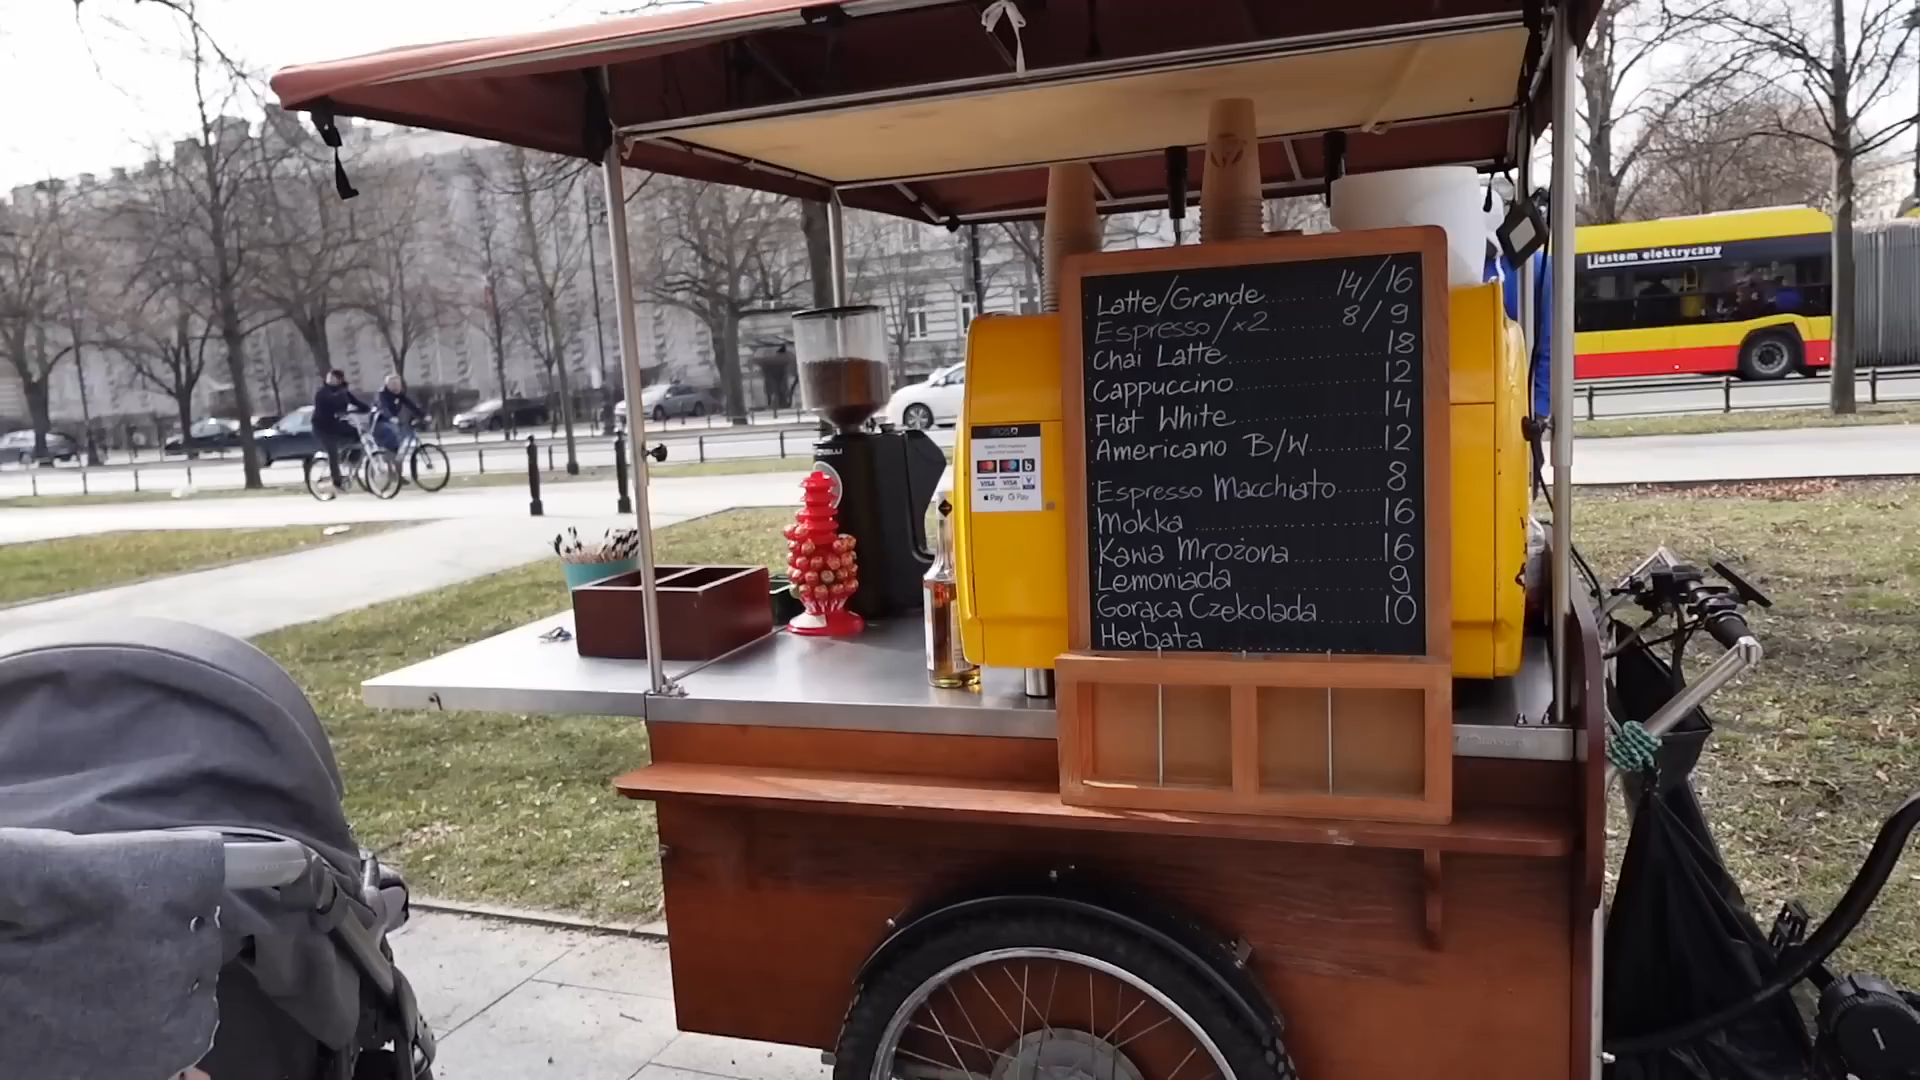 jestem elektryczny
Latte/Grande.......14/16
Espresso/x2.......8/9
Chai Latte.......18
Cappuccino.......12
Flat White.......14
Americano B/W.......12
Espresso Macchiato.......8
Mokka.......16
Kawa Mrożona.......16
Lemoniada.......9
Gorąca Czekolada.......10
Herbata.......
VISA VISA
Pay G Pay